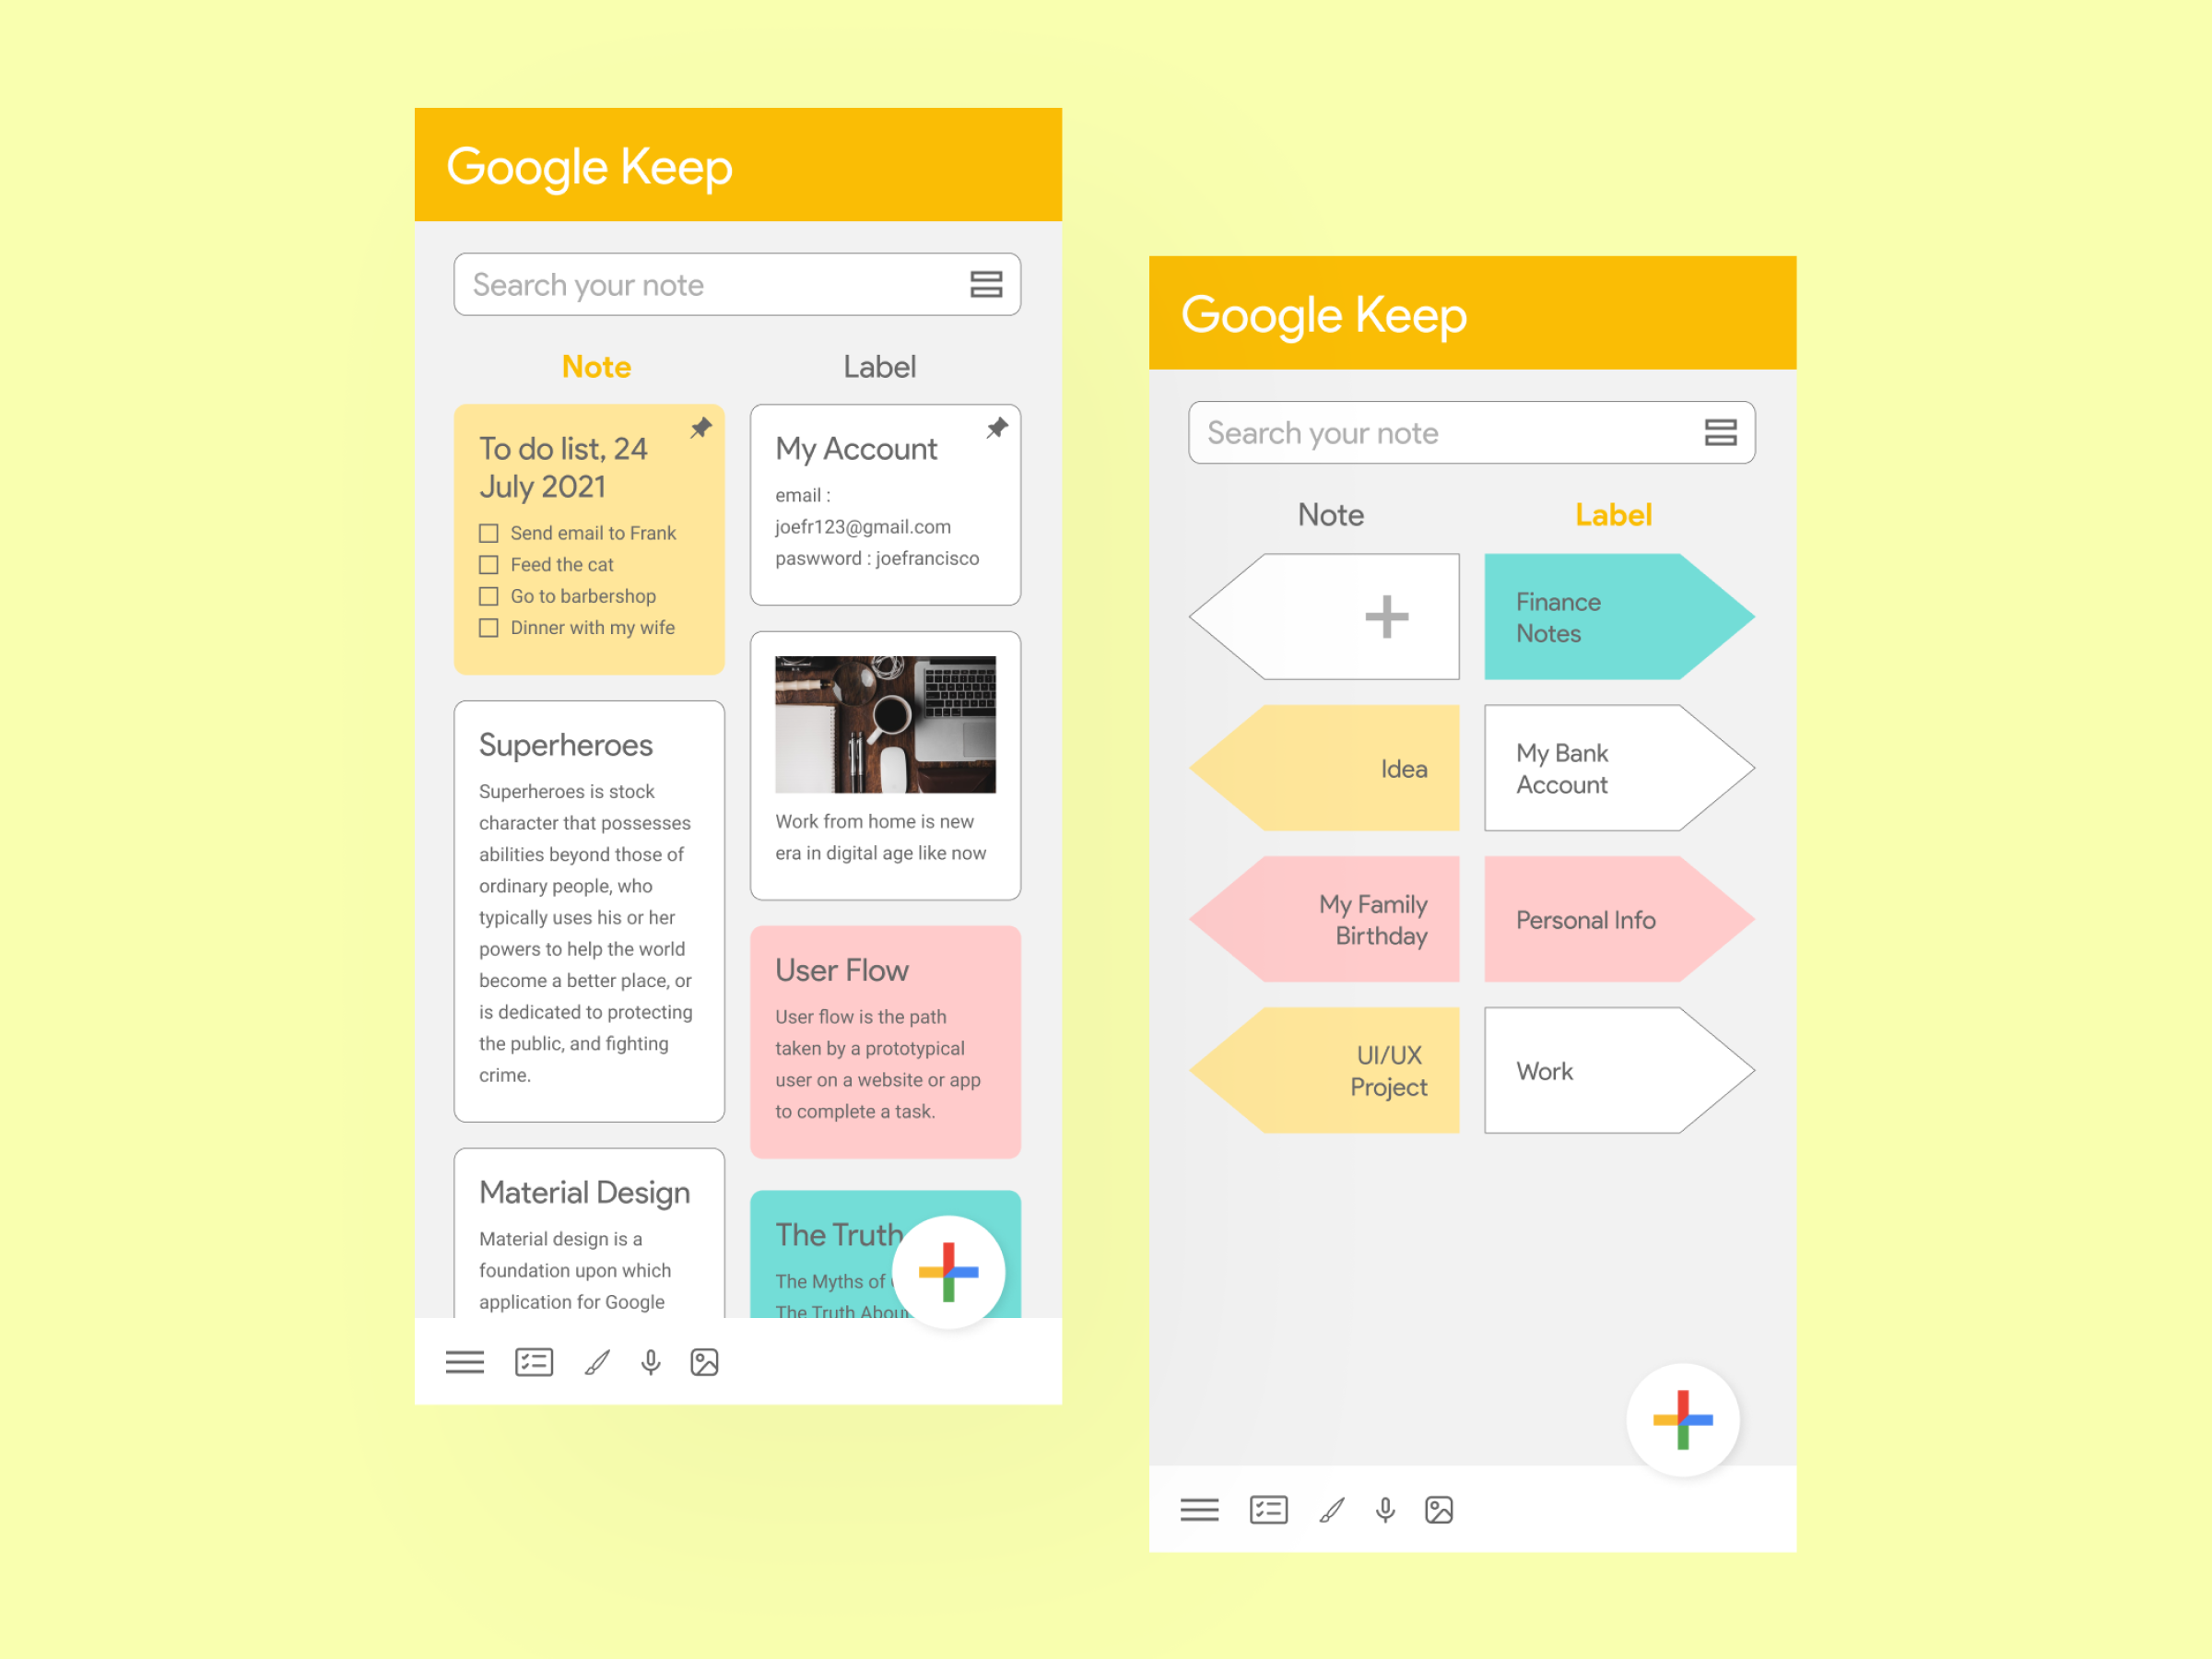 Google Keep
Search your note
Note
Label
To do list, 24
July 2021
Send email to Frank
Feed the cat
Go to barbershop
Dinner with my wife
Superheroes
Superheroes is stock
character that possesses
abilities beyond those of
ordinary people, who
typically uses his or her
powers to help the world
become a better place, or
is dedicated to protecting
the public, and fighting
crime.
Material Design
Material design is a
foundation upon which
application for Google
My Account
email :
joefr123@gmail.com
paswword : joefrancisco
Work from home is new
era in digital age like now
User Flow
User flow is the path
taken by a prototypical
user on a website or app
to complete a task.
The Truth
The Myths of
The Truth About
Google Keep
Search your note
Note
Label
Finance
Notes
Idea
My Bank
Account
My Family
Birthday
Personal Info
UI/UX
Project
Work